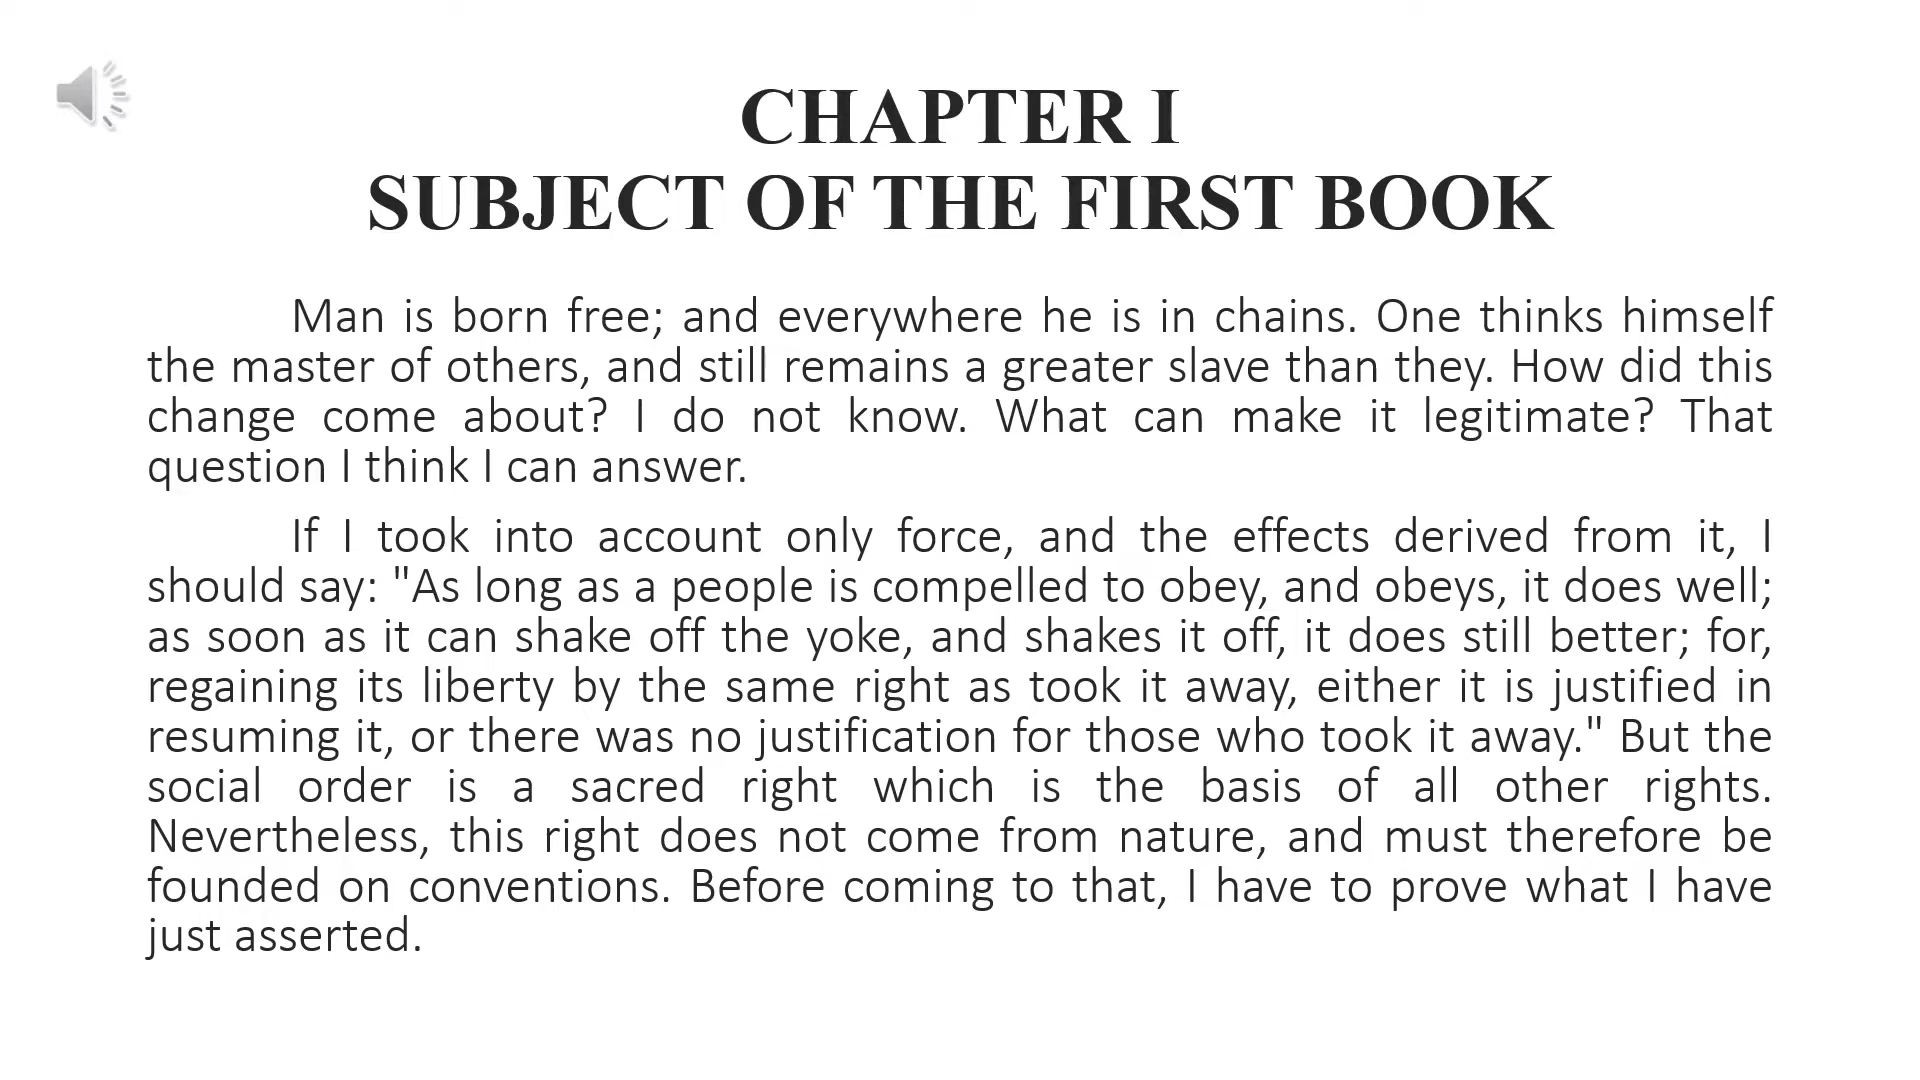 CHAPTER I
SUBJECT OF THE FIRST BOOK
Man is born free; and everywhere he is in chains. One thinks himself
the master of others, and still remains a greater slave than they. How did this
change come about? I do not know. What can make it legitimate? That
question I think I can answer.
If I took into account only force, and the effects derived from it, I
should say: "As long as a people is compelled to obey, and obeys, it does well;
as soon as it can shake off the yoke, and shakes it off, it does still better; for,
regaining its liberty by the same right as took it away, either it is justified in
resuming it, or there was no justification for those who took it away." But the
social order is a sacred right which is the basis of all other rights.
Nevertheless, this right does not come from nature, and must therefore be
founded on conventions. Before coming to that, I have to prove what I have
just asserted.